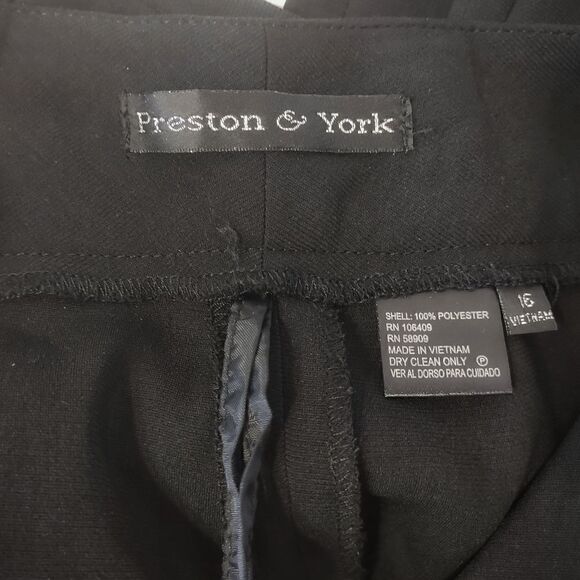 Preston & York
16
VIETNAM
SHELL: 100% POLYESTER
RN 106409
RN 58909
MADE IN VIETNAM
DRY CLEAN ONLY Ⓟ
VER AL DORSO PARA CUIDADO